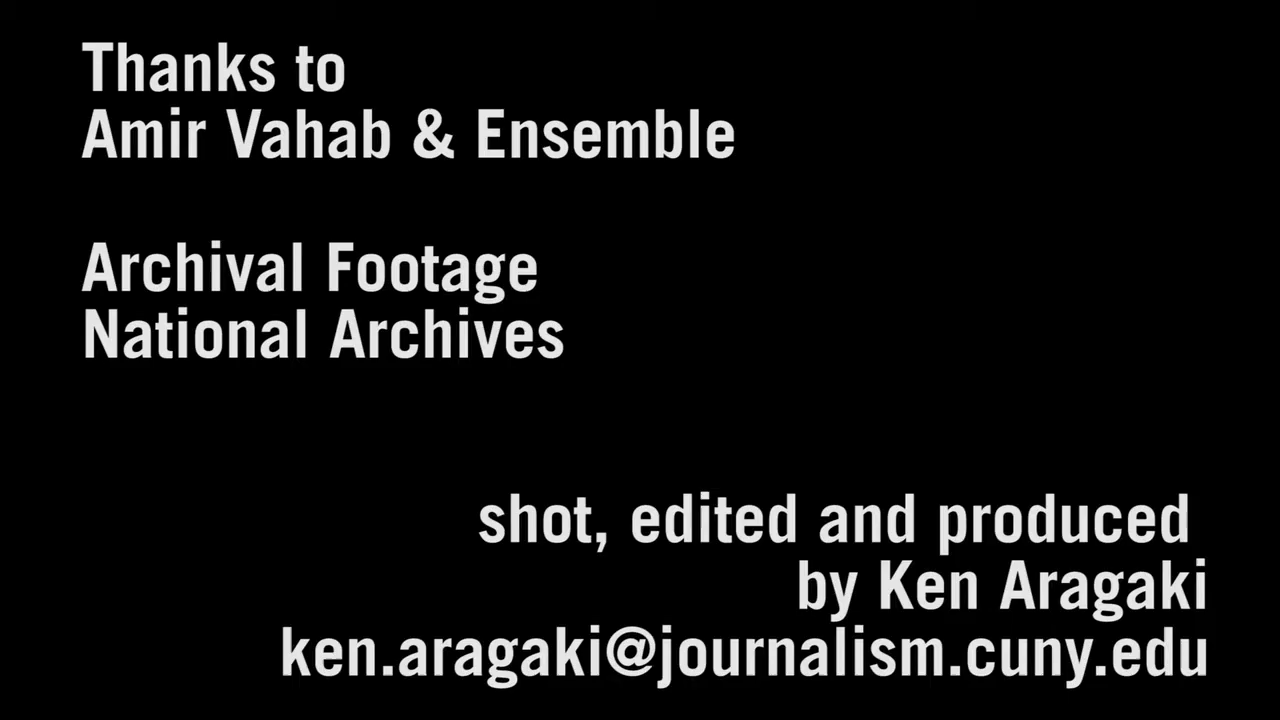 Thanks to
Amir Vahab & Ensemble
Archival Footage
National Archives
shot, edited and produced
by Ken Aragaki
ken.aragaki@journalism.cuny.edu